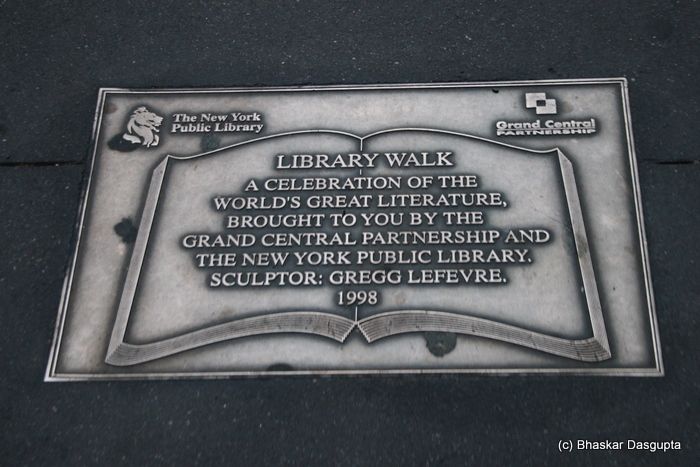 The New York
Public Library
Grand Central
PARTNERSHIP
LIBRARY WALK
A CELEBRATION OF THE
WORLD'S GREAT LITERATURE,
BROUGHT TO YOU BY THE
GRAND CENTRAL PARTNERSHIP AND
THE NEW YORK PUBLIC LIBRARY.
SCULPTOR: GREGG LEFEVRE.
1998
(c) Bhaskar Dasgupta